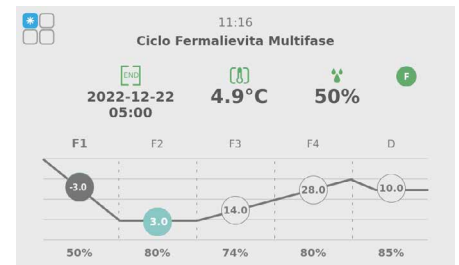 11:16
Ciclo Fermalievita Multifase
END
2022-12-22
05:00
4.9°C
50%
F
F1 F2 F3 F4 D
-3.0 3.0 14.0 28.0 10.0
50% 80% 74% 80% 85%